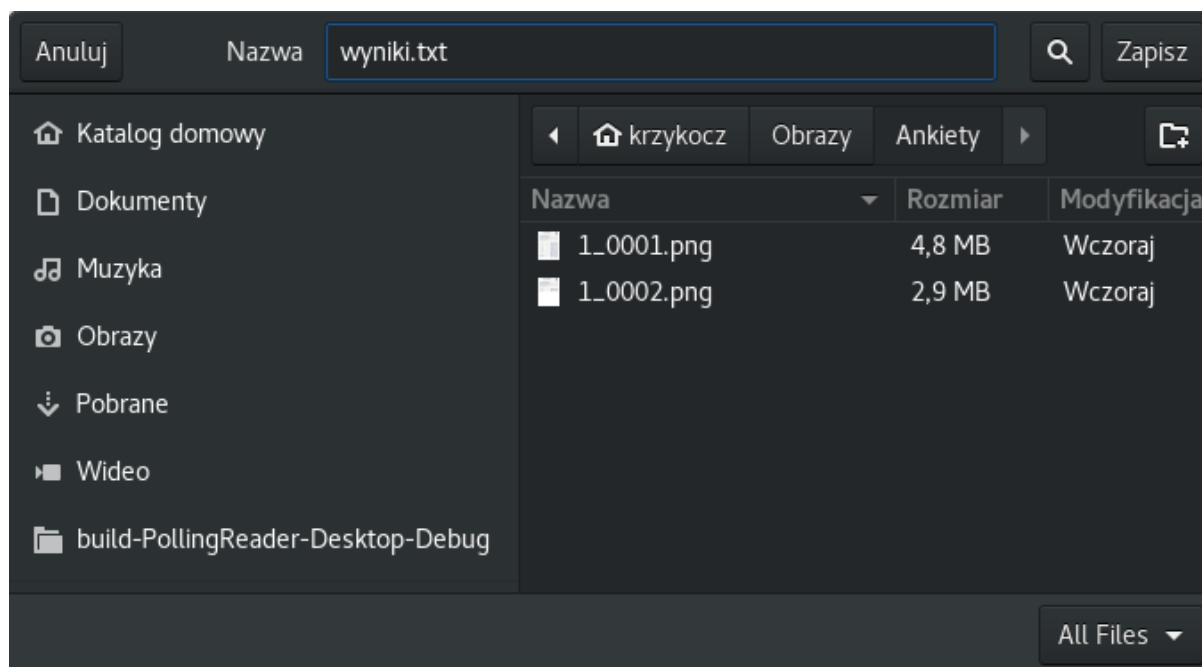 Anuluj Nazwa wyniki.txt Zapisz
Katalog domowy
Dokumenty
Muzyka
Obrazy
Pobrane
Wideo
build-PollingReader-Desktop-Debug
krzykocz Obrazy Ankiety
Nazwa Rozmiar Modyfikacja
1_0001.png 4,8 MB Wczoraj
1_0002.png 2,9 MB Wczoraj
All Files